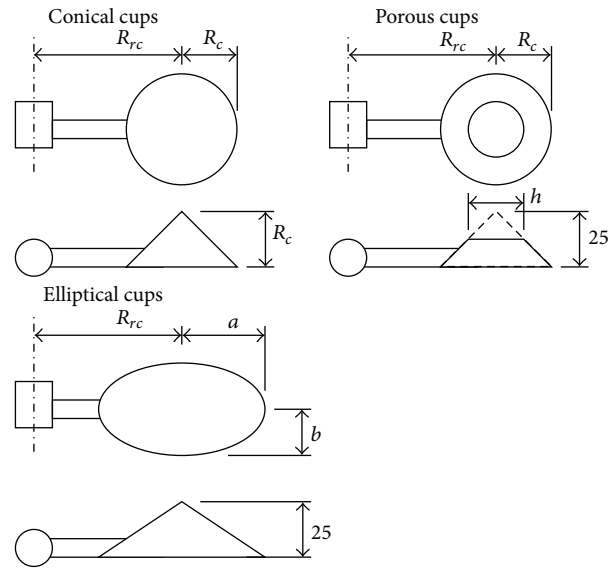 Conical cups
R_rc
R_c
R_c
Porous cups
R_rc
R_c
h
25
Elliptical cups
R_rc
a
b
25